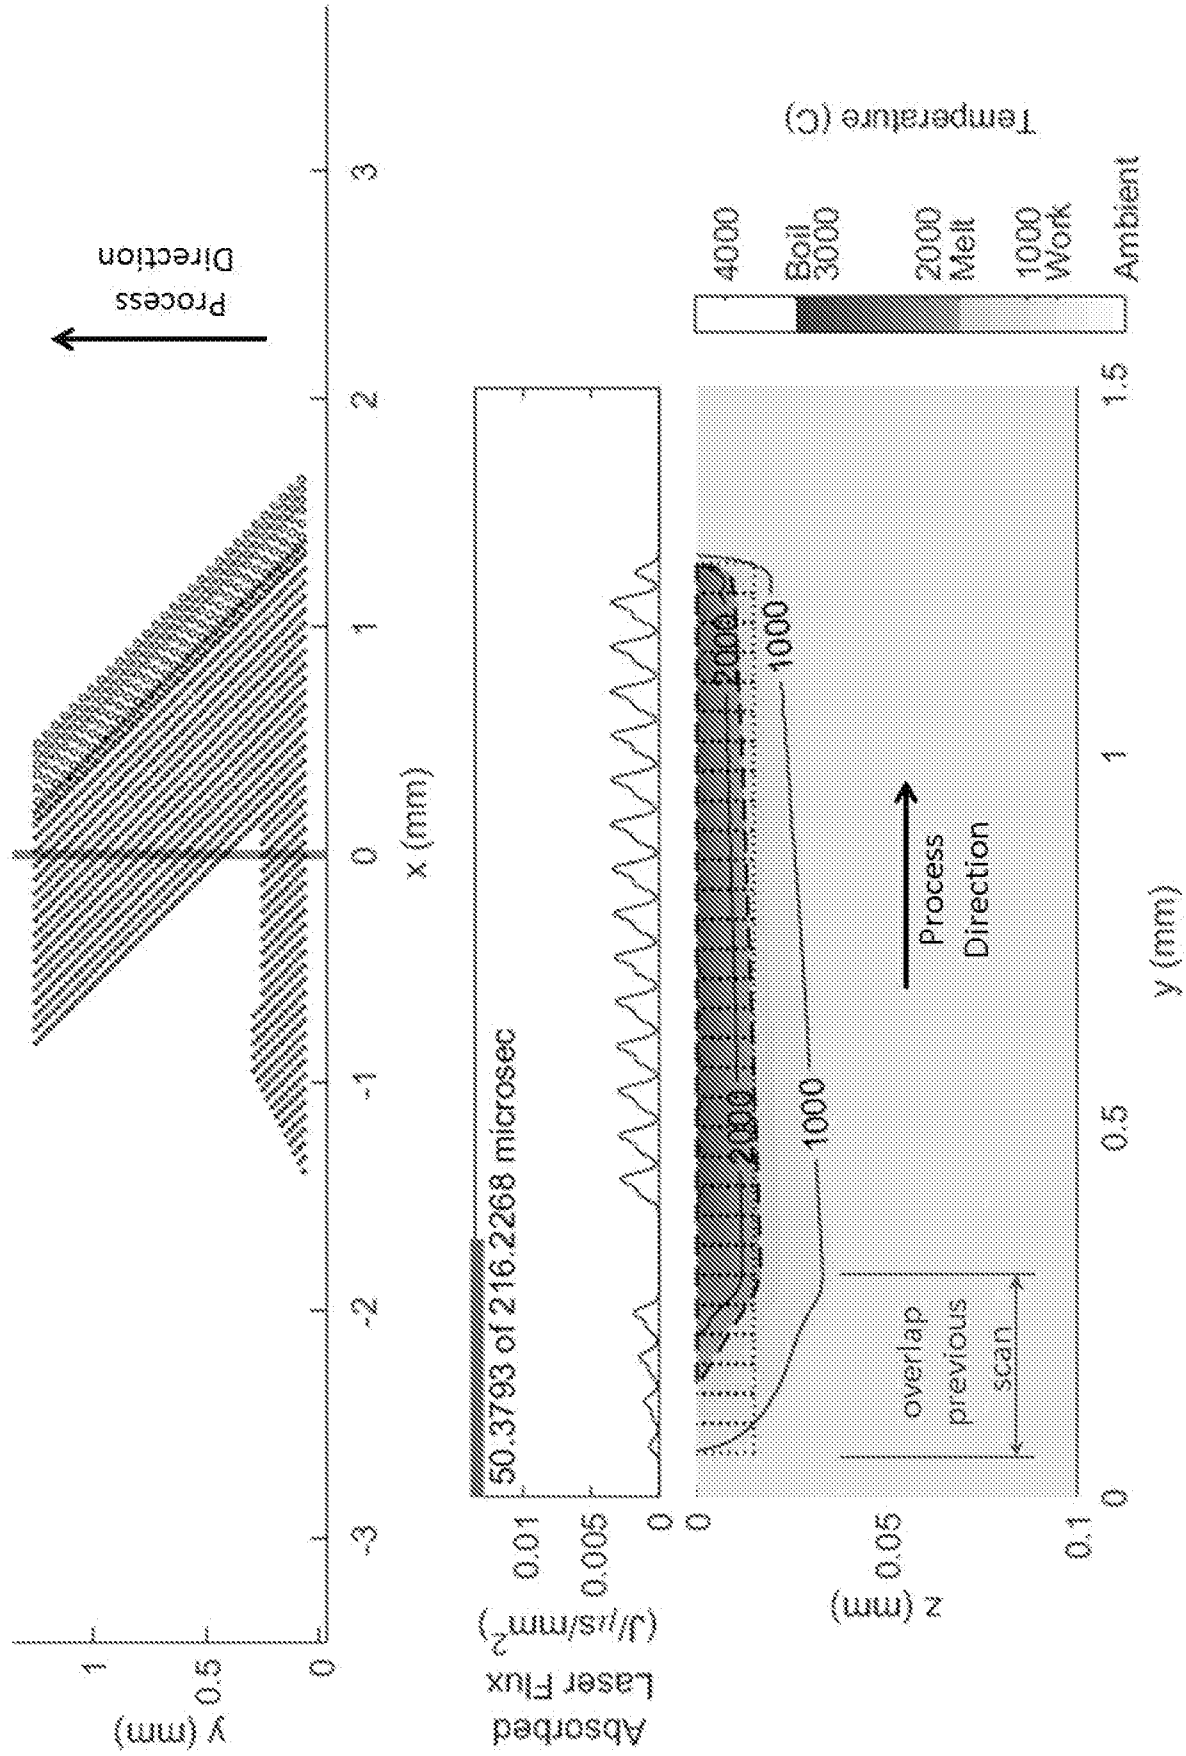 y (mm)
1
0.5
0
-3
-2
-1
0
1
2
3
x (mm)
Process
Direction
Absorbed
Laser Flux
(J/μs/mm2)
0.01
0.005
0
50.3793 of 216.2268 microsec
z (mm)
0
0.05
0.1
2000
2000
1000
1000
overlap
previous
scan
Process
Direction
0
0.5
1
1.5
y (mm)
4000
Boil
3000
2000
Melt
1000
Work
Ambient
Temperature (C)